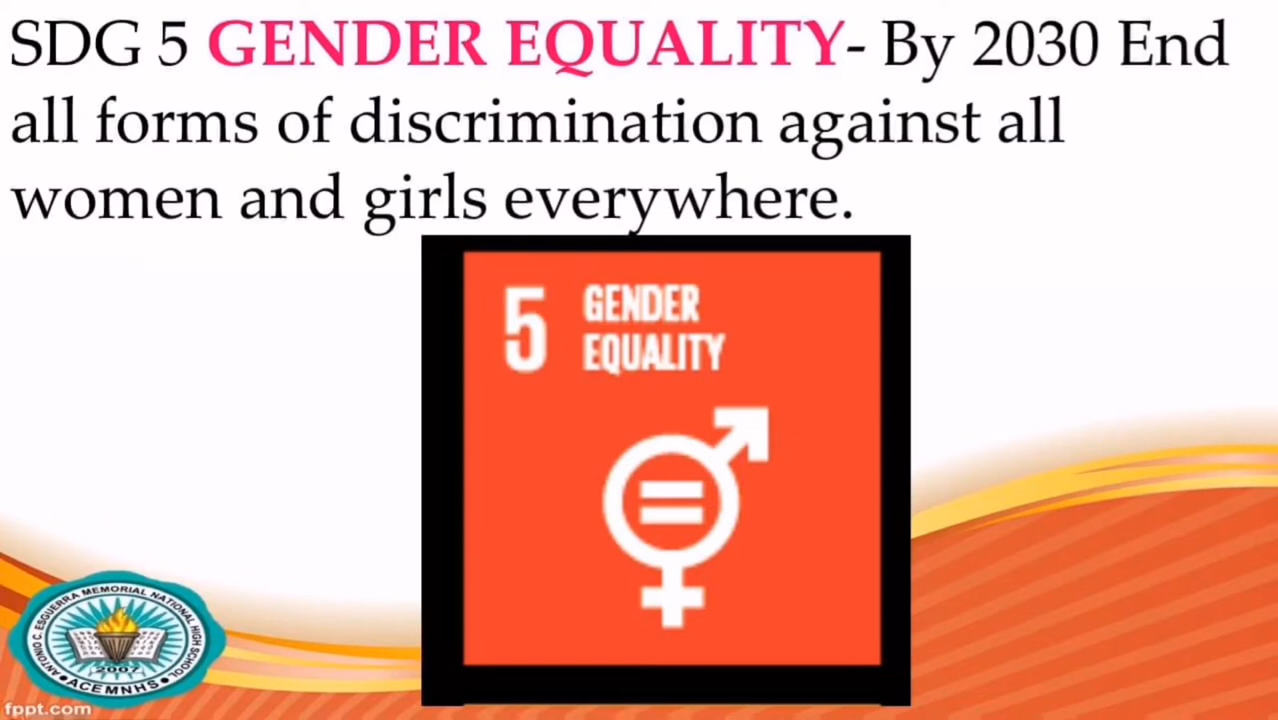 SDG 5 GENDER EQUALITY- By 2030 End
all forms of discrimination against all
women and girls everywhere.
5 GENDER
EQUALITY
ANTONIO C. ESGUERRA MEMORIAL NATIONAL HIGH SCHOOL
2007
ACEMNHS
fppt.com